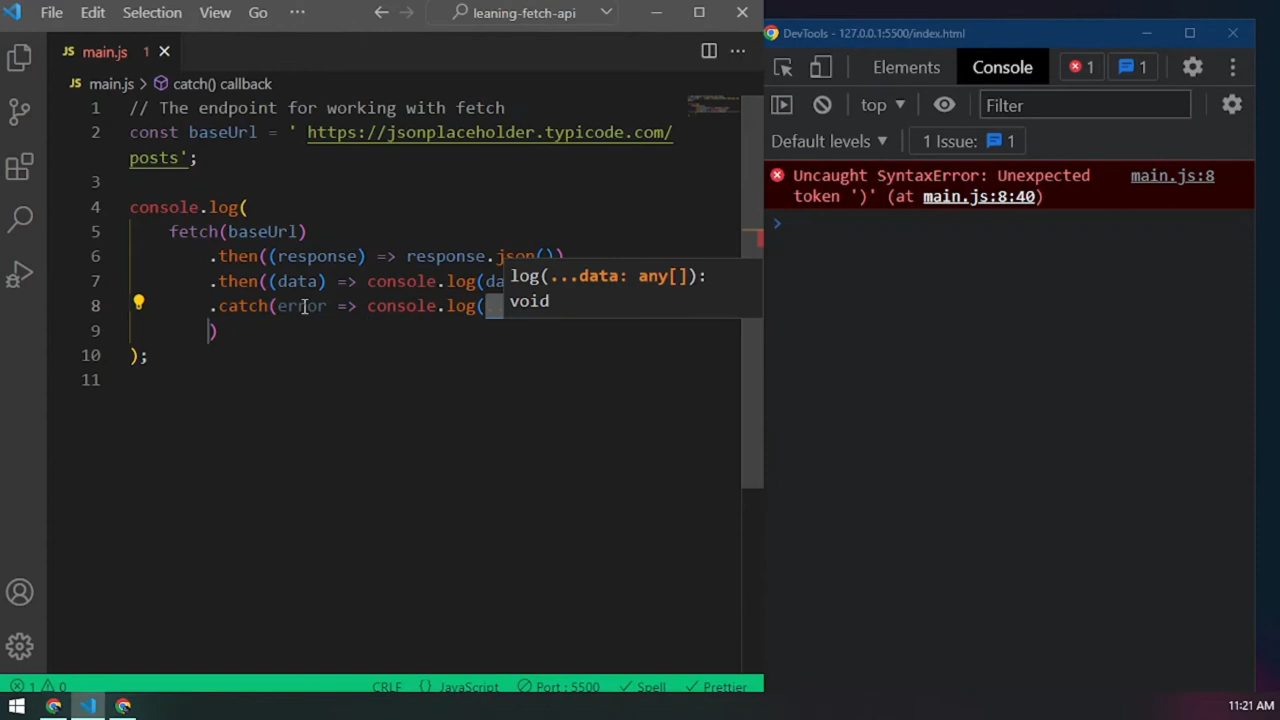 File Edit Selection View Go ··· leaning-fetch-api
main.js 1
main.js > catch() callback
1 // The endpoint for working with fetch
2 const baseUrl = ' https://jsonplaceholder.typicode.com/
posts';
3
4 console.log(
5 fetch(baseUrl)
6 .then((response) => response.json())
7 .then((data) => console.log(da
8 .catch(error => console.log(
9 )
10 );
11
log(...data: any[]):
void
1 0 CRLF {} JavaScript Port : 5500 Spell Prettier
DevTools - 127.0.0.1:5500/index.html
Elements Console 1 1
top Filter
Default levels 1 Issue: 1
Uncaught SyntaxError: Unexpected main.js:8
token ')' (at main.js:8:40)
>
11:21 AM